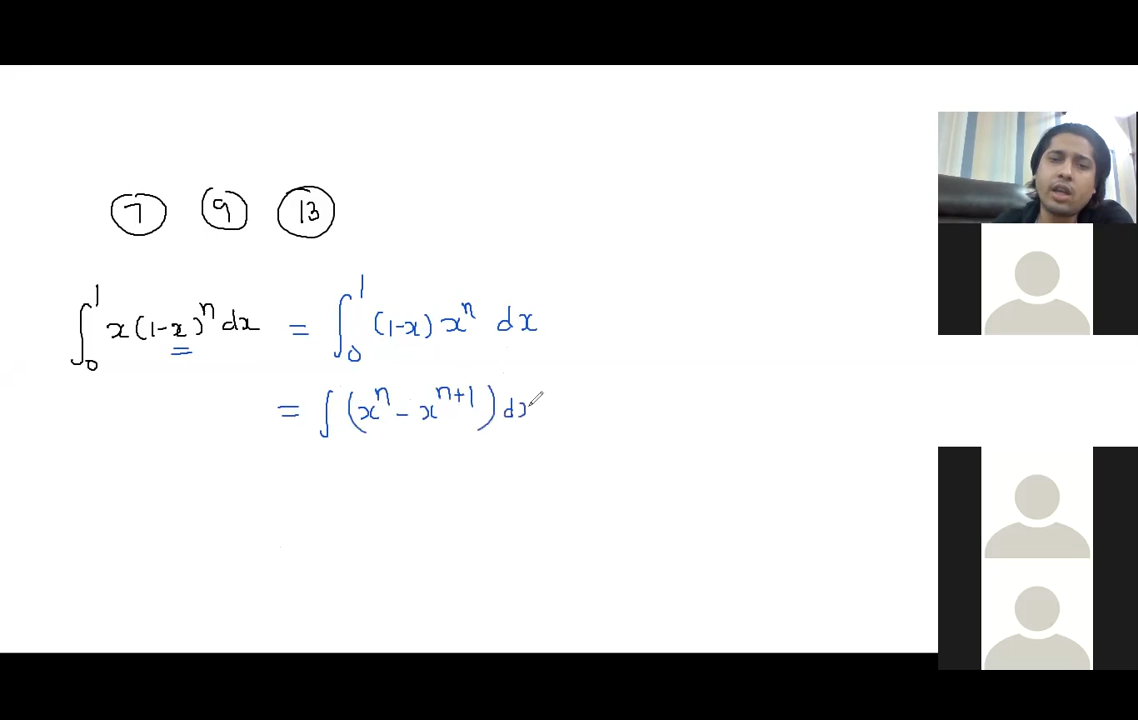 7 9 13
∫₀¹ x(1-x)ⁿ dx = ∫₀¹ (1-x) xⁿ dx
= ∫ (xⁿ - xⁿ⁺¹) dx